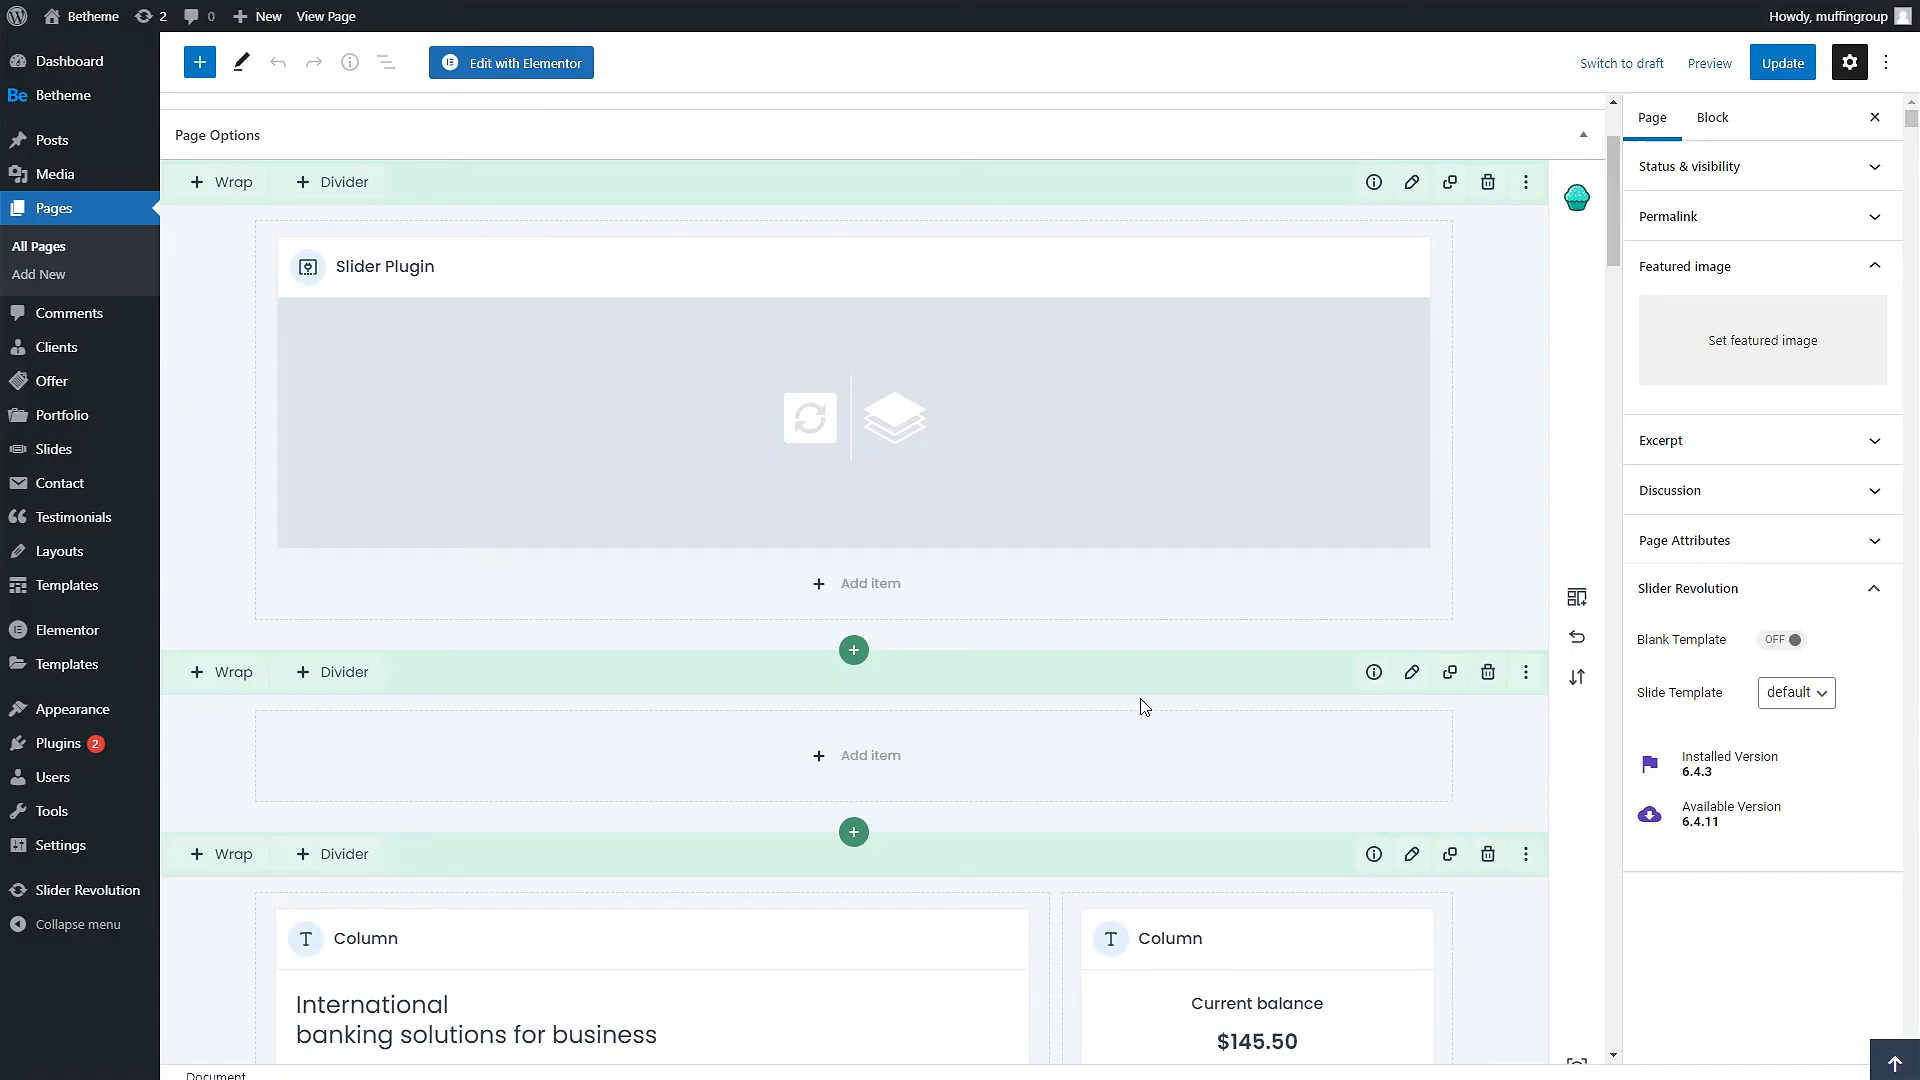 Betheme
2
0
New
View Page
Howdy, muffingroup
Dashboard
Be Betheme
Posts
Media
Pages
All Pages
Add New
Comments
Clients
Offer
Portfolio
Slides
Contact
Testimonials
Layouts
Templates
Elementor
Templates
Appearance
Plugins 2
Users
Tools
Settings
Slider Revolution
Collapse menu
Edit with Elementor
Switch to draft
Preview
Update
Page Options
+ Wrap
+ Divider
Slider Plugin
+ Add item
+ Wrap
+ Divider
+ Add item
+ Wrap
+ Divider
T Column
International
banking solutions for business
T Column
Current balance
$145.50
Document
Page
Block
Status & visibility
Permalink
Featured image
Set featured image
Excerpt
Discussion
Page Attributes
Slider Revolution
Blank Template
OFF
Slide Template
default
Installed Version
6.4.3
Available Version
6.4.11